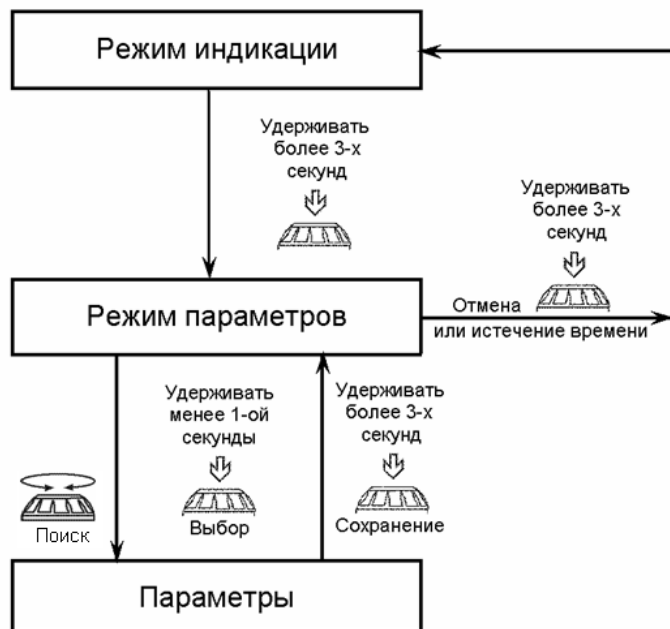 Режим индикации
Удерживать
более 3-х
секунд
Удерживать
более 3-х
секунд
Режим параметров
Отмена
или истечение времени
Удерживать
менее 1-ой
секунды
Удерживать
более 3-х
секунд
Поиск
Выбор
Сохранение
Параметры